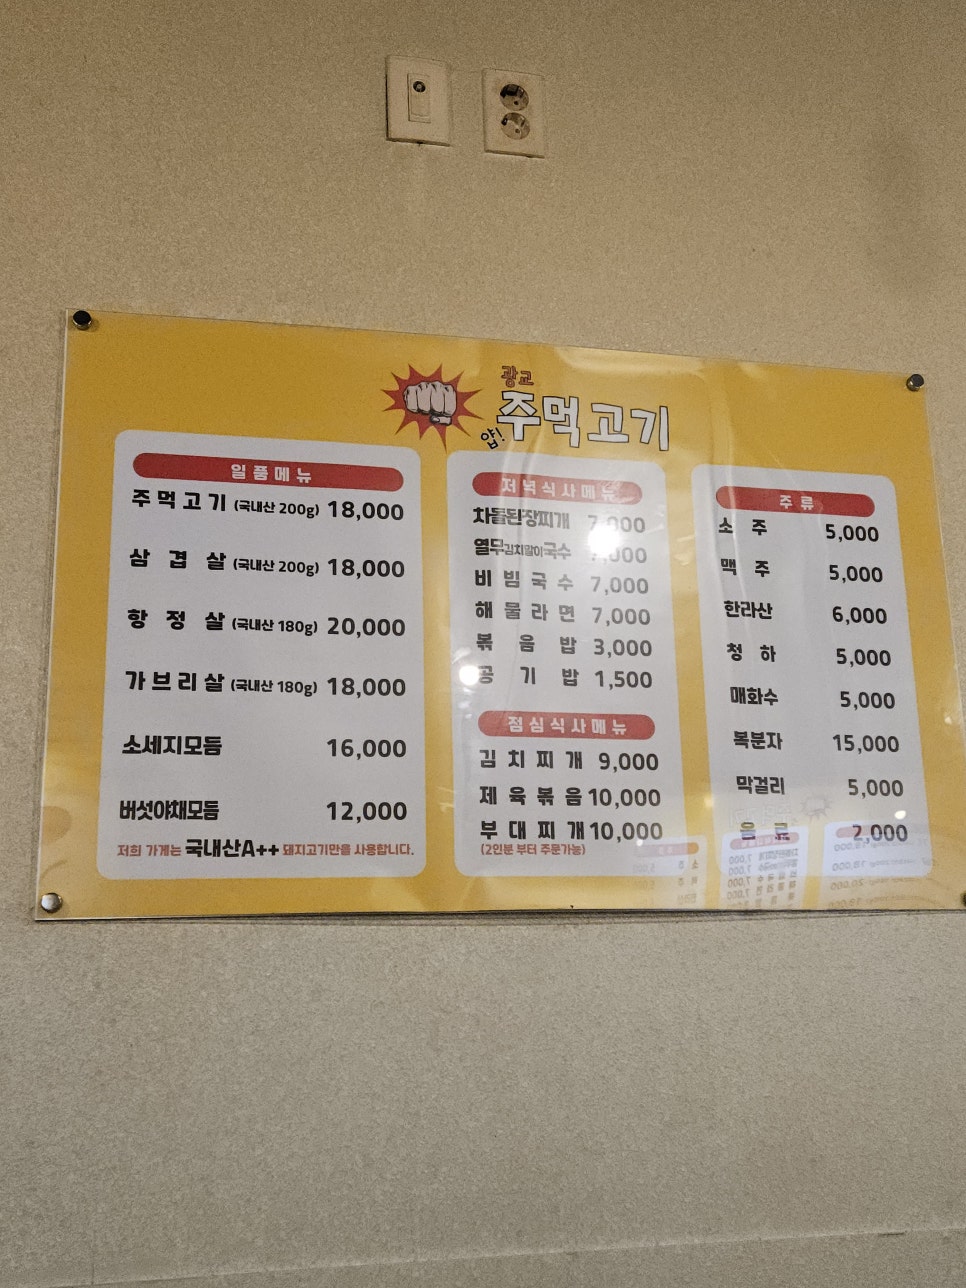 광교
얍! 주먹고기
일품메뉴
주먹고기 (국내산 200g) 18,000
삼겹살 (국내산 200g) 18,000
항정살 (국내산 180g) 20,000
가브리살 (국내산 180g) 18,000
소세지모듬 16,000
버섯야채모듬 12,000
저희 가게는 국내산A++ 돼지고기만을 사용합니다.
저녁식사메뉴
차돌된장찌개 7,000
열무김치말이국수 7,000
비빔국수 7,000
해물라면 7,000
볶음밥 3,000
공기밥 1,500
점심식사메뉴
김치찌개 9,000
제육볶음 10,000
부대찌개 10,000
(2인분 부터 주문가능)
주류
소주 5,000
맥주 5,000
한라산 6,000
청하 5,000
매화수 5,000
복분자 15,000
막걸리 5,000
음료 2,000